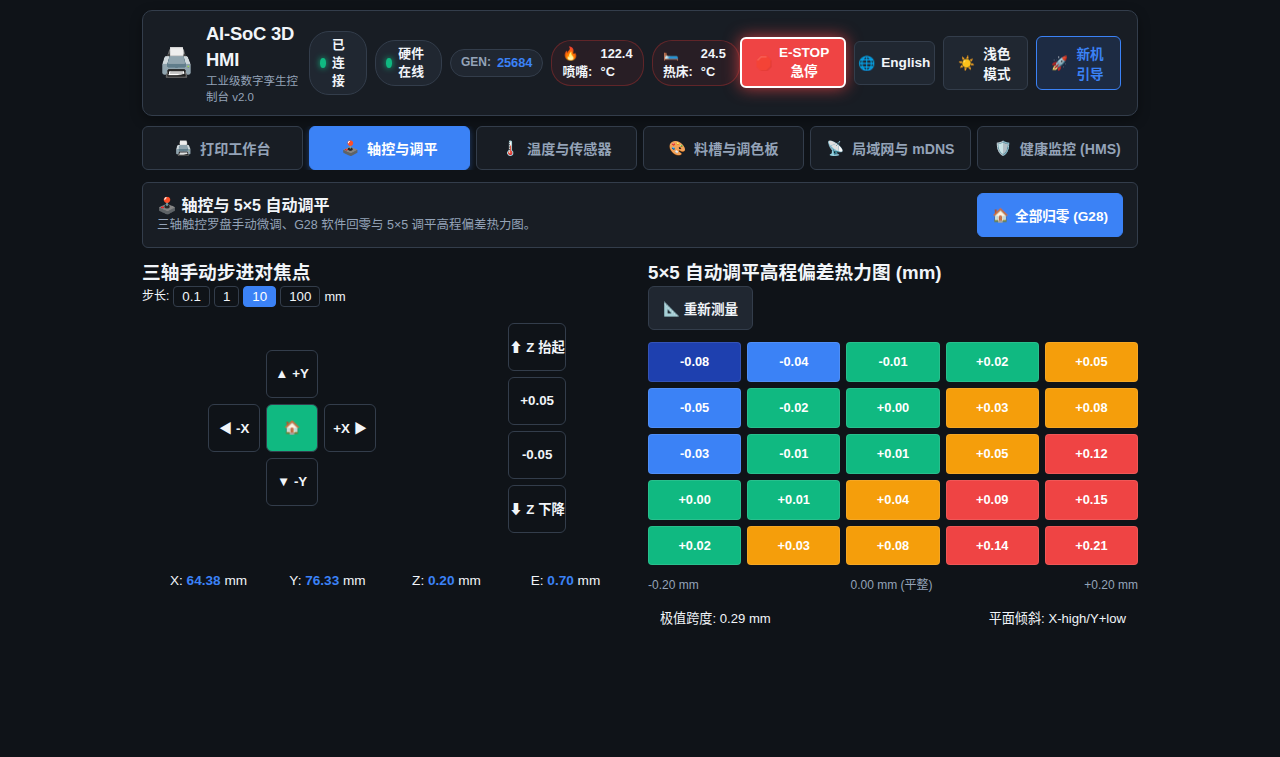 AI-SoC 3D
HMI
工业级数字孪生控
制台 v2.0
已
连
接
硬件
在线
GEN: 25684
喷嘴: 122.4
°C
热床: 24.5
°C
E-STOP
急停
English
浅色
模式
新机
引导
打印工作台
轴控与调平
温度与传感器
料槽与调色板
局域网与 mDNS
健康监控 (HMS)
轴控与 5×5 自动调平
三轴触控罗盘手动微调、G28 软件回零与 5×5 调平高程偏差热力图。
全部归零 (G28)
三轴手动步进对焦点
步长: 0.1 1 10 100 mm
▲ +Y
◀ -X
+X ▶
▼ -Y
⬆ Z 抬起
+0.05
-0.05
⬇ Z 下降
X: 64.38 mm Y: 76.33 mm Z: 0.20 mm E: 0.70 mm
5×5 自动调平高程偏差热力图 (mm)
重新测量
-0.08 -0.04 -0.01 +0.02 +0.05
-0.05 -0.02 +0.00 +0.03 +0.08
-0.03 -0.01 +0.01 +0.05 +0.12
+0.00 +0.01 +0.04 +0.09 +0.15
+0.02 +0.03 +0.08 +0.14 +0.21
-0.20 mm 0.00 mm (平整) +0.20 mm
极值跨度: 0.29 mm 平面倾斜: X-high/Y+low